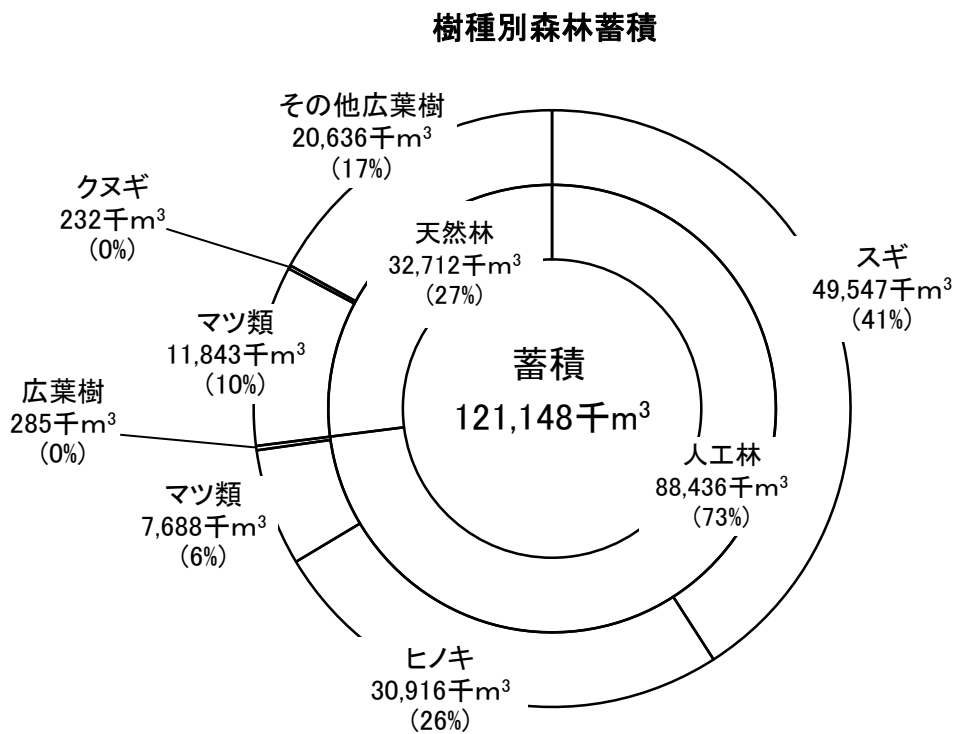 樹種別森林蓄積
その他広葉樹
20,636千m³
(17%)
クヌギ
232千m³
(0%)
天然林
32,712千m³
(27%)
スギ
49,547千m³
(41%)
マツ類
11,843千m³
(10%)
蓄積
121,148千m³
広葉樹
285千m³
(0%)
人工林
88,436千m³
(73%)
マツ類
7,688千m³
(6%)
ヒノキ
30,916千m³
(26%)